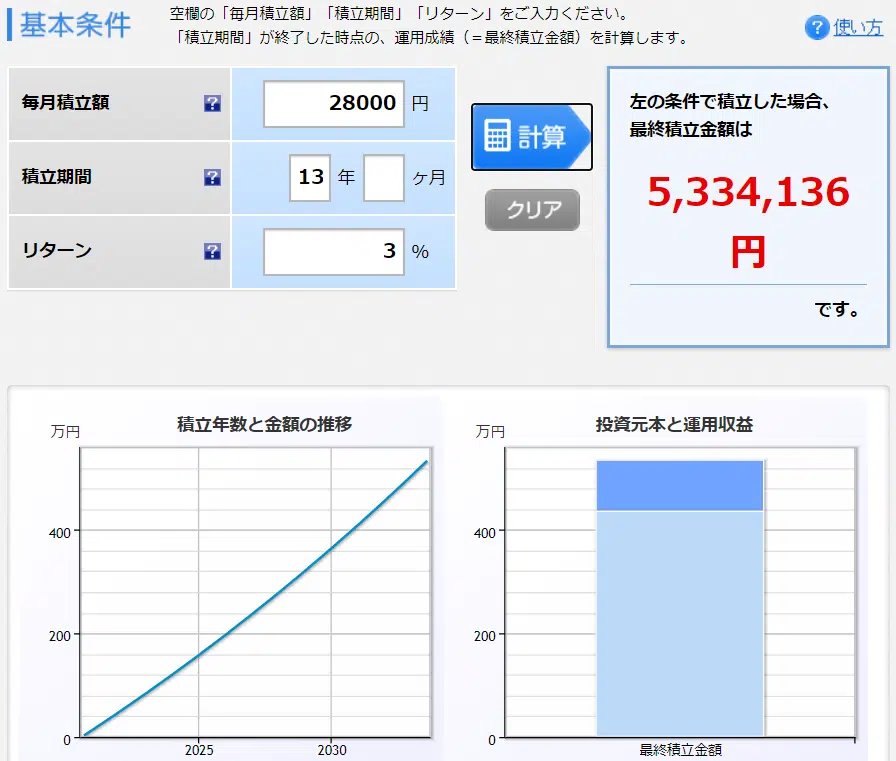 基本条件
空欄の「毎月積立額」「積立期間」「リターン」をご入力ください。
「積立期間」が終了した時点の、運用成績（＝最終積立金額）を計算します。
? 使い方
毎月積立額 ? 28000 円
積立期間 ? 13 年 ヶ月
リターン ? 3 %
計算
クリア
左の条件で積立した場合、
最終積立金額は
5,334,136
円
です。
積立年数と金額の推移
万円
400
200
0
2025 2030
投資元本と運用収益
万円
400
200
0
最終積立金額